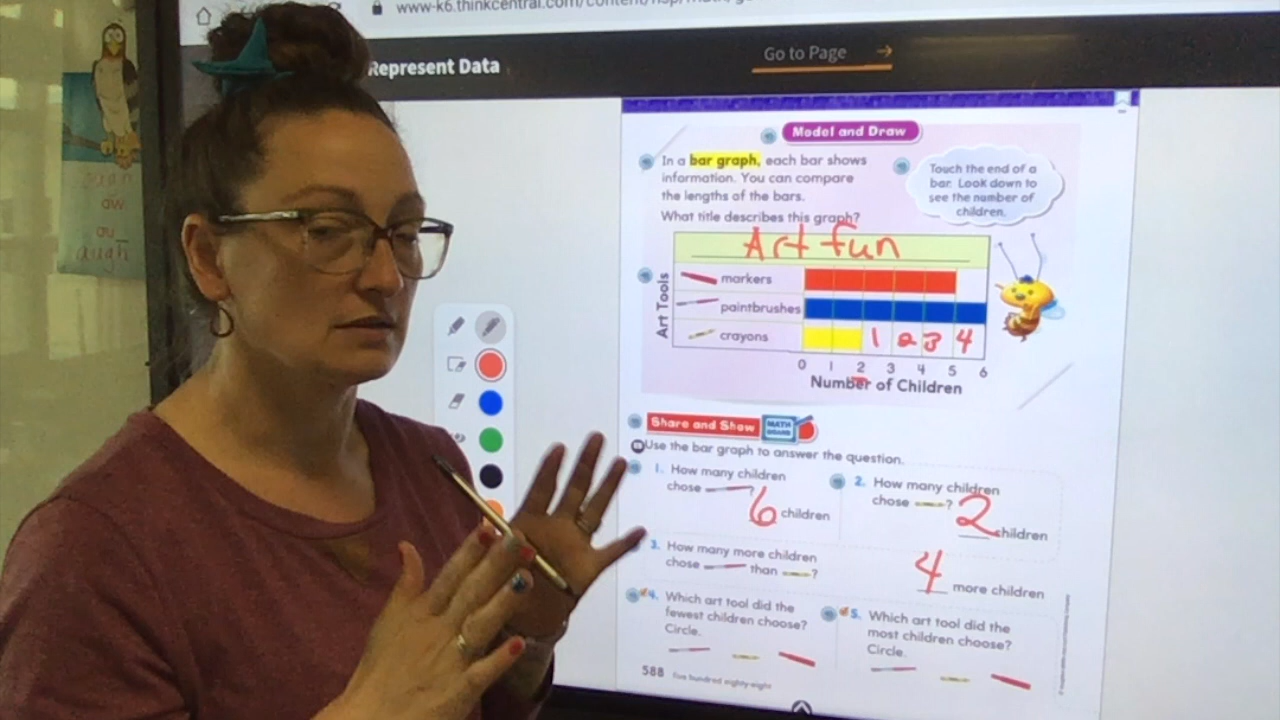 www-k6.thinkcentral.com/content/hsp/math/
Represent Data
Go to Page
Model and Draw
In a bar graph, each bar shows
information. You can compare
the lengths of the bars.
What title describes this graph?
Touch the end of a
bar. Look down to
see the number of
children.
Art fun
Art Tools
markers
paintbrushes
crayons
1 2 3 4
0 1 2 3 4 5 6
Number of Children
Share and Show
MATH
BOARD
Use the bar graph to answer the question.
1. How many children
chose ?
6 children
2. How many children
chose ?
2 children
3. How many more children
chose than ?
4 more children
4. Which art tool did the
fewest children choose?
Circle.
5. Which art tool did the
most children choose?
Circle.
588 five hundred eighty-eight
aw
au
augh